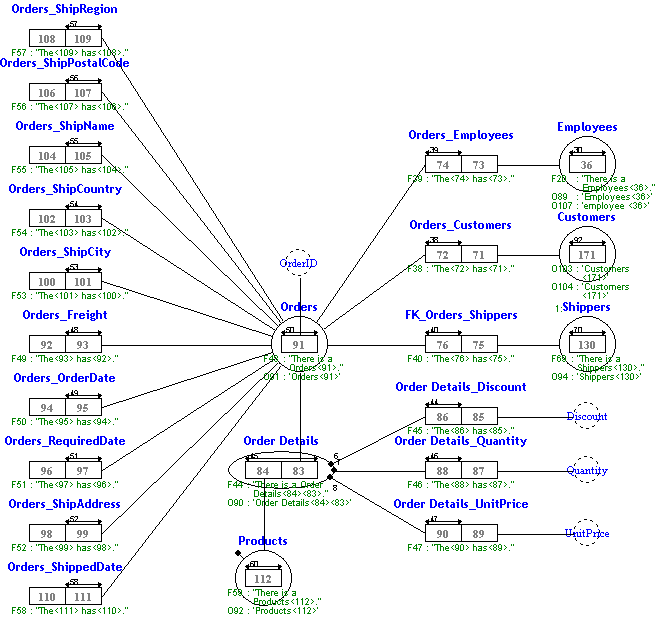 Orders_ShipRegion
57
108 109
F57 : "The<109> has<108>."
Orders_ShipPostalCode
56
106 107
F56 : "The<107> has<106>."
Orders_ShipName
55
104 105
F55 : "The<105> has<104>."
Orders_ShipCountry
54
102 103
F54 : "The<103> has<102>."
Orders_ShipCity
53
100 101
F53 : "The<101> has<100>."
Orders_Freight
48
92 93
F49 : "The<93> has<92>."
Orders_OrderDate
49
94 95
F50 : "The<95> has<94>."
Orders_RequiredDate
51
96 97
F51 : "The<97> has<96>."
Orders_ShipAddress
52
98 99
F52 : "The<99> has<98>."
Orders_ShippedDate
58
110 111
F58 : "The<111> has<110>."
OrderID
Orders
50
91
F48 : "There is a
Orders<91>."
O91 : 'Orders<91>'
Order Details
45
84 83
F44 : "There is a Order
Details<84><83>."
O90 : 'Order Details<84><83>'
6
7
8
Products
60
112
F59 : "There is a
Products<112>."
O92 : 'Products<112>'
Orders_Employees
39
74 73
F39 : "The<74> has<73>."
Employees
30
36
F29 : "There is a
Employees<36>."
O89 : 'Employees<36>'
O107 : 'employee <36>'
Orders_Customers
38
72 71
F38 : "The<72> has<71>."
Customers
92
171
O103 : 'Customers
<171>'
O104 : 'Customers
<171>'
1:
FK_Orders_Shippers
40
76 75
F40 : "The<76> has<75>."
Shippers
70
130
F69 : "There is a
Shippers<130>."
O94 : 'Shippers<130>'
Order Details_Discount
44
86 85
F45 : "The<86> has<85>."
Discount
Order Details_Quantity
46
88 87
F46 : "The<88> has<87>."
Quantity
Order Details_UnitPrice
47
90 89
F47 : "The<90> has<89>."
UnitPrice